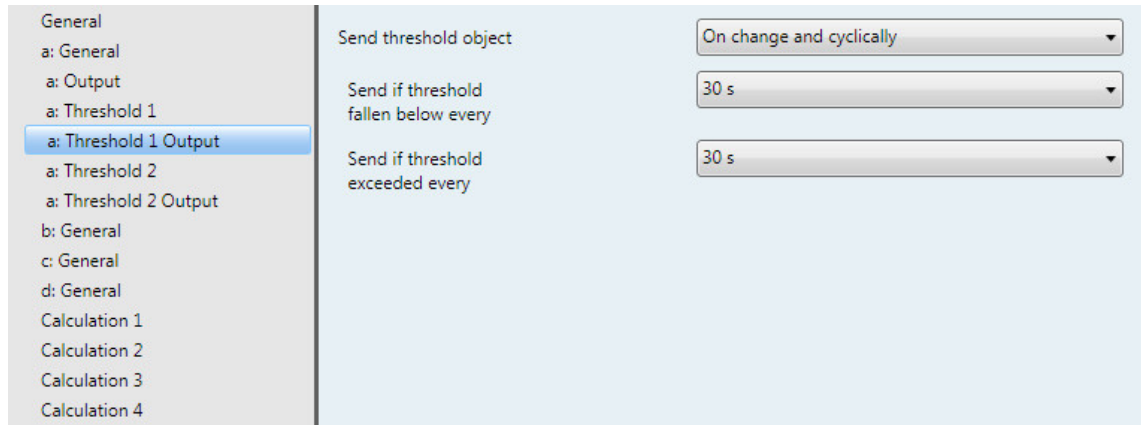 General
a: General
a: Output
a: Threshold 1
a: Threshold 1 Output
a: Threshold 2
a: Threshold 2 Output
b: General
c: General
d: General
Calculation 1
Calculation 2
Calculation 3
Calculation 4
Send threshold object
On change and cyclically
Send if threshold
fallen below every
30 s
Send if threshold
exceeded every
30 s